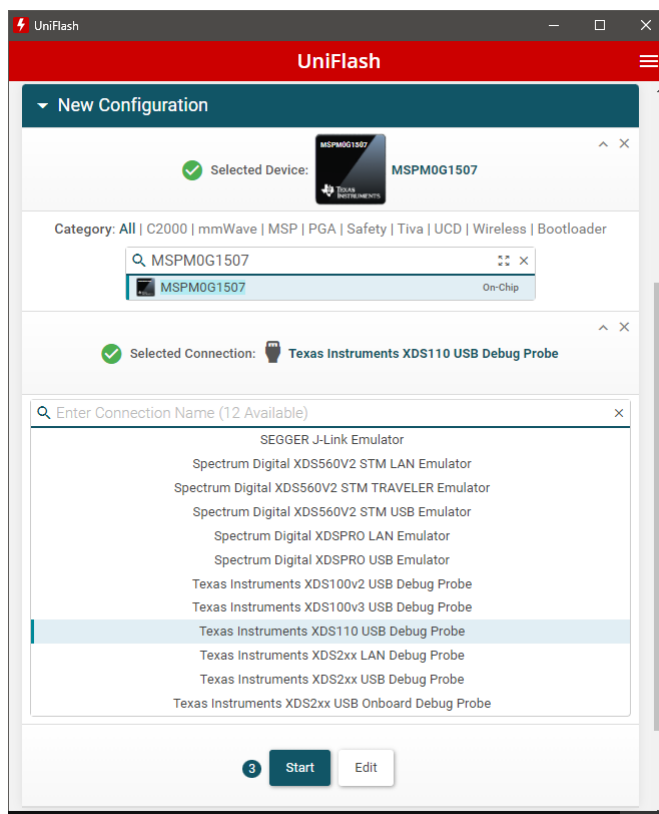 UniFlash
UniFlash
New Configuration
Selected Device:
MSPM0G1507
TEXAS INSTRUMENTS
MSPM0G1507
Category: All | C2000 | mmWave | MSP | PGA | Safety | Tiva | UCD | Wireless | Bootloader
MSPM0G1507
MSPM0G1507 On-Chip
Selected Connection: Texas Instruments XDS110 USB Debug Probe
Enter Connection Name (12 Available)
SEGGER J-Link Emulator
Spectrum Digital XDS560V2 STM LAN Emulator
Spectrum Digital XDS560V2 STM TRAVELER Emulator
Spectrum Digital XDS560V2 STM USB Emulator
Spectrum Digital XDSPRO LAN Emulator
Spectrum Digital XDSPRO USB Emulator
Texas Instruments XDS100v2 USB Debug Probe
Texas Instruments XDS100v3 USB Debug Probe
Texas Instruments XDS110 USB Debug Probe
Texas Instruments XDS2xx LAN Debug Probe
Texas Instruments XDS2xx USB Debug Probe
Texas Instruments XDS2xx USB Onboard Debug Probe
3 Start Edit